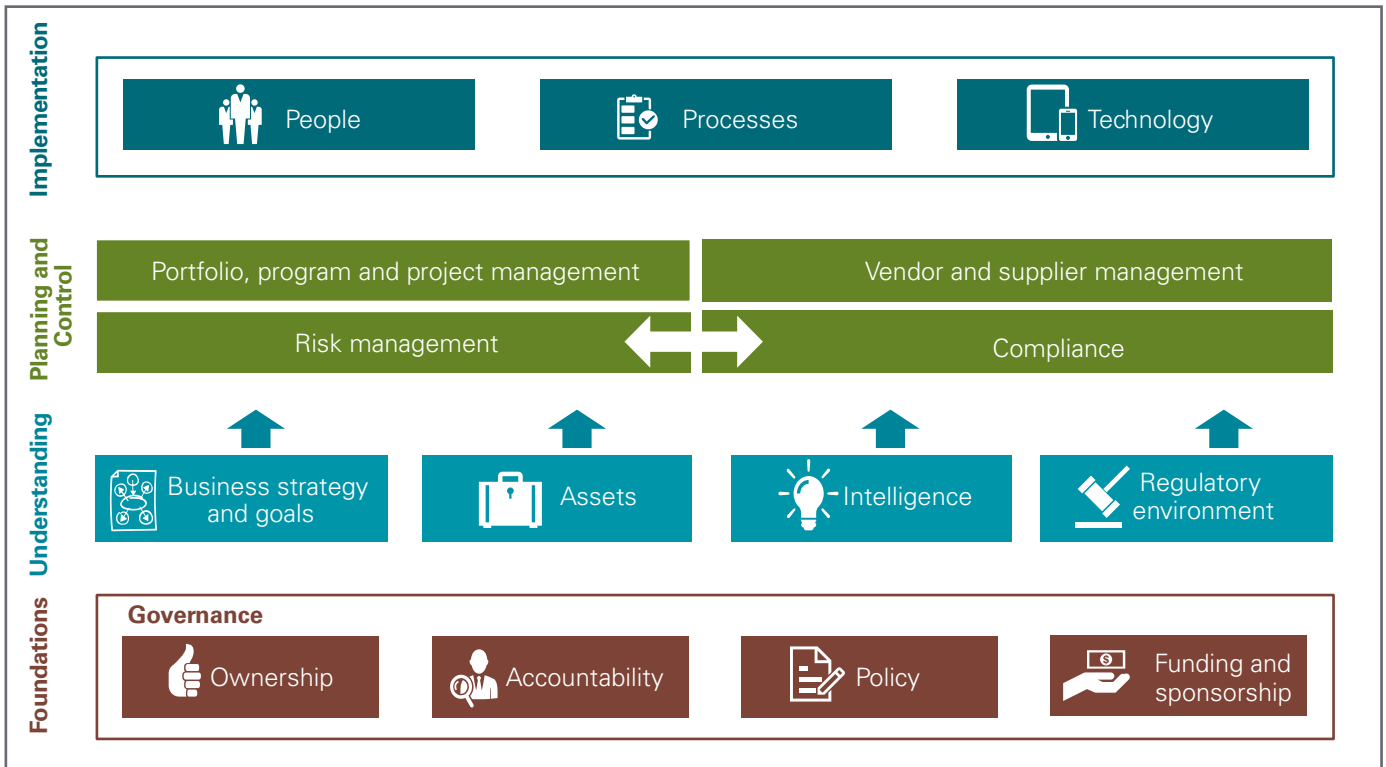 Implementation
People
Processes
Technology
Planning and
Control
Portfolio, program and project management
Vendor and supplier management
Risk management
Compliance
Understanding
Business strategy
and goals
Assets
Intelligence
Regulatory
environment
Foundations
Governance
Ownership
Accountability
Policy
$
Funding and
sponsorship